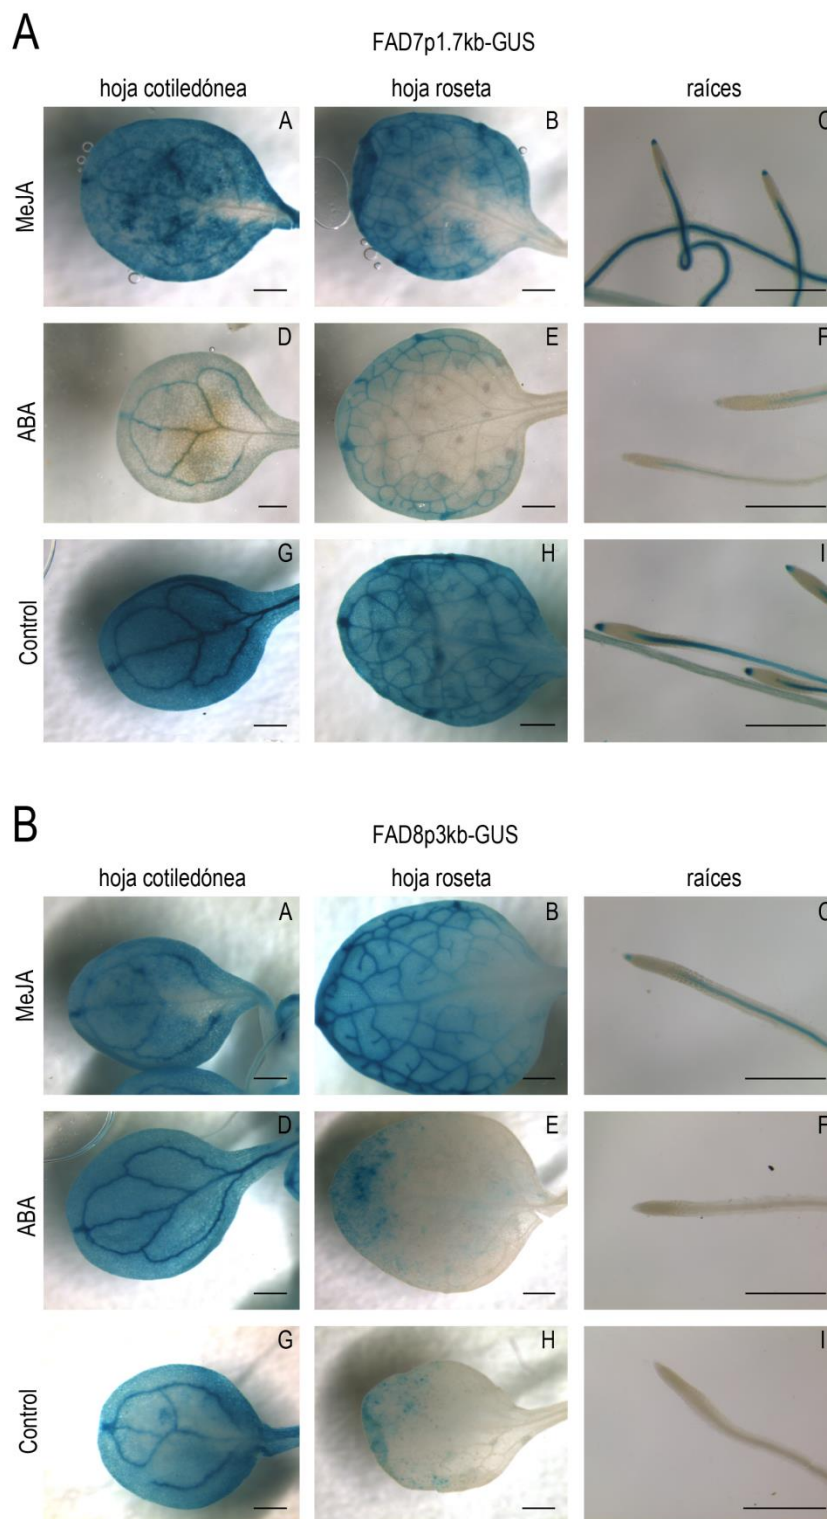 A
FAD7p1.7kb-GUS
hoja cotiledónea
hoja roseta
raíces
MeJA
A
B
C
ABA
D
E
F
Control
G
H
I
B
FAD8p3kb-GUS
hoja cotiledónea
hoja roseta
raíces
MeJA
A
B
C
ABA
D
E
F
Control
G
H
I